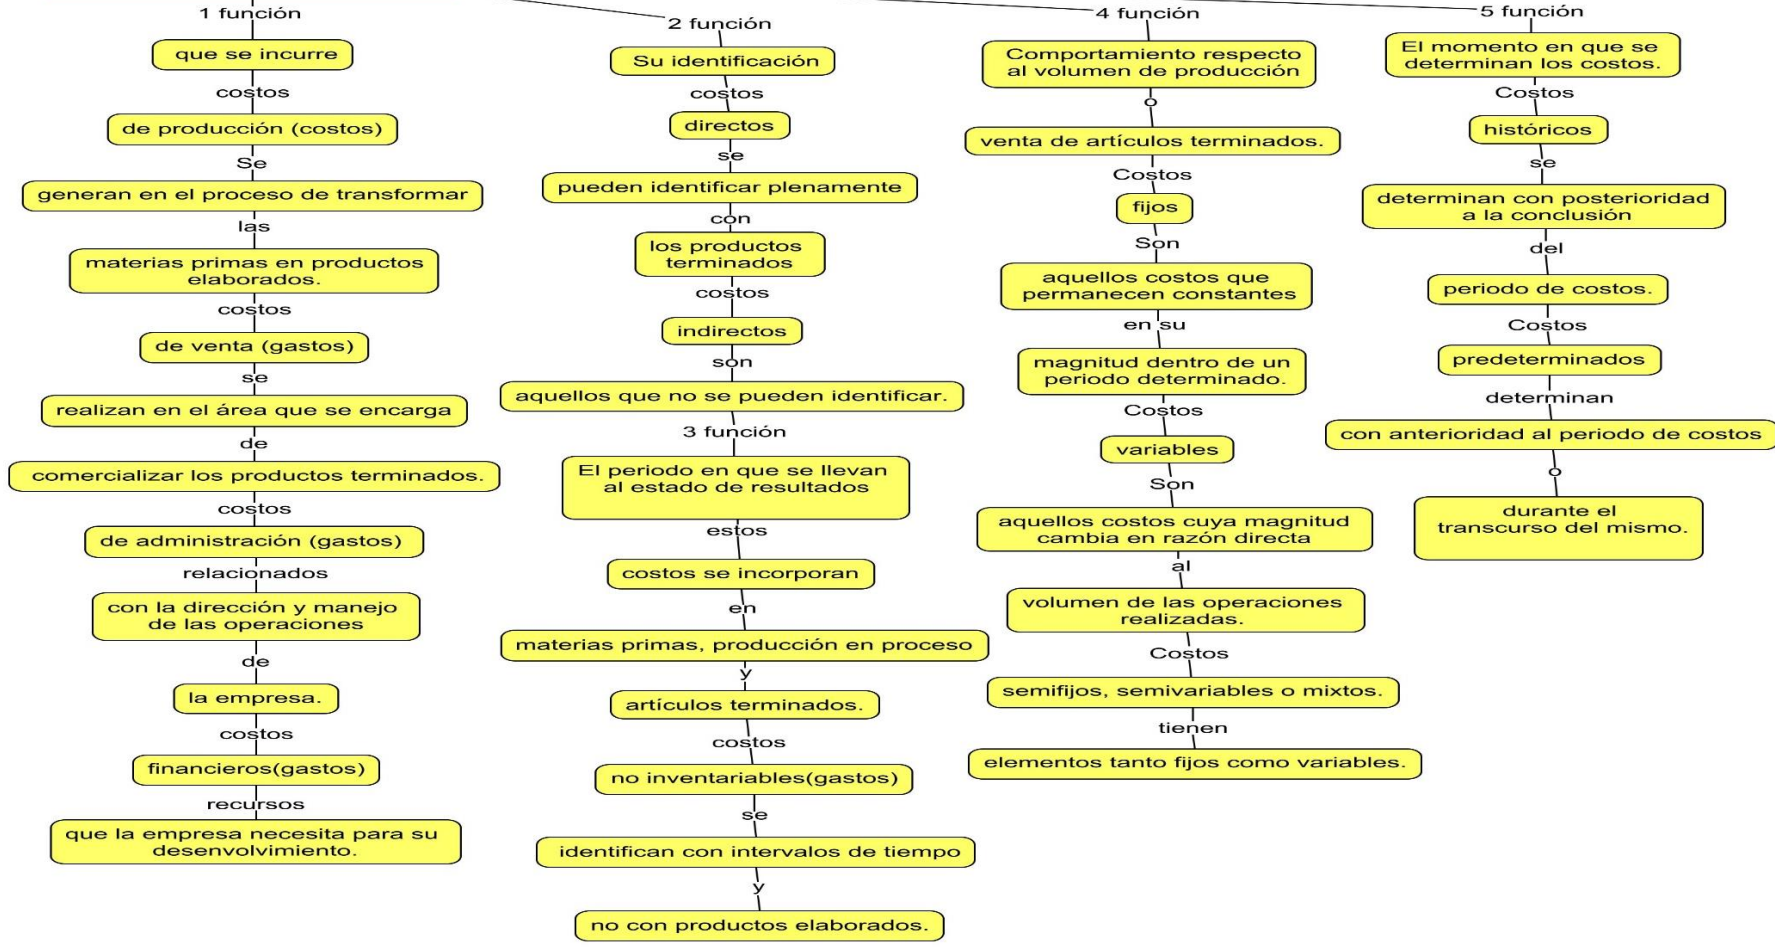 1 función
que se incurre
costos
de producción (costos)
Se
generan en el proceso de transformar
las
materias primas en productos
elaborados.
costos
de venta (gastos)
se
realizan en el área que se encarga
de
comercializar los productos terminados.
costos
de administración (gastos)
relacionados
con la dirección y manejo
de las operaciones
de
la empresa.
costos
financieros(gastos)
recursos
que la empresa necesita para su
desenvolvimiento.
2 función
Su identificación
costos
directos
se
pueden identificar plenamente
con
los productos
terminados
costos
indirectos
son
aquellos que no se pueden identificar.
3 función
El periodo en que se llevan
al estado de resultados
estos
costos se incorporan
en
materias primas, producción en proceso
y
artículos terminados.
costos
no inventariables(gastos)
se
identifican con intervalos de tiempo
y
no con productos elaborados.
4 función
Comportamiento respecto
al volumen de producción
o
venta de artículos terminados.
Costos
fijos
Son
aquellos costos que
permanecen constantes
en su
magnitud dentro de un
periodo determinado.
Costos
variables
Son
aquellos costos cuya magnitud
cambia en razón directa
al
volumen de las operaciones
realizadas.
Costos
semifijos, semivariables o mixtos.
tienen
elementos tanto fijos como variables.
5 función
El momento en que se
determinan los costos.
Costos
históricos
se
determinan con posterioridad
a la conclusión
del
periodo de costos.
Costos
predeterminados
determinan
con anterioridad al periodo de costos
o
durante el
transcurso del mismo.